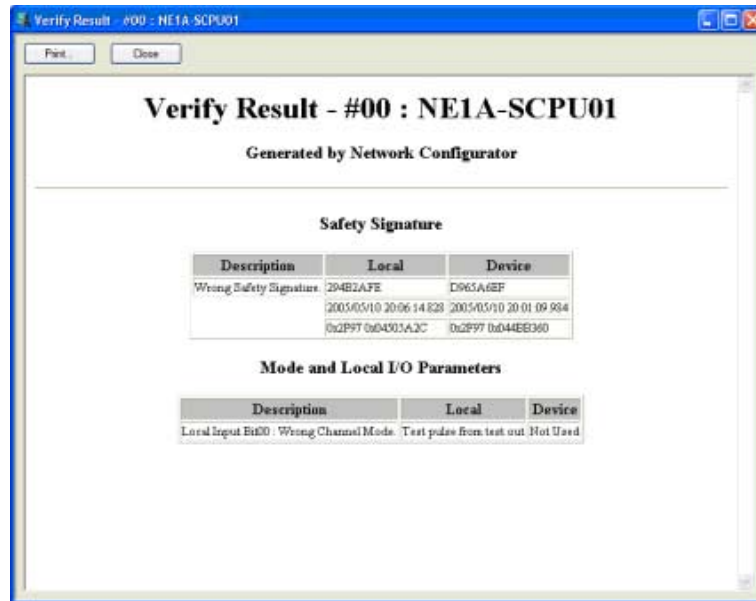 Verify Result - #00 : NE1A-SCPU01
Print... Close
Verify Result - #00 : NE1A-SCPU01
Generated by Network Configurator
Safety Signature
Description Local Device
Wrong Safety Signature. 294B2AFE D965A6EF
2005/05/10 20:06:14.828 2005/05/10 20:01:09.984
0x2F97 0x04503A2C 0x2F97 0x044BB360
Mode and Local I/O Parameters
Description Local Device
Local Input Bit00 : Wrong Channel Mode. Test pulse from test out Not Used